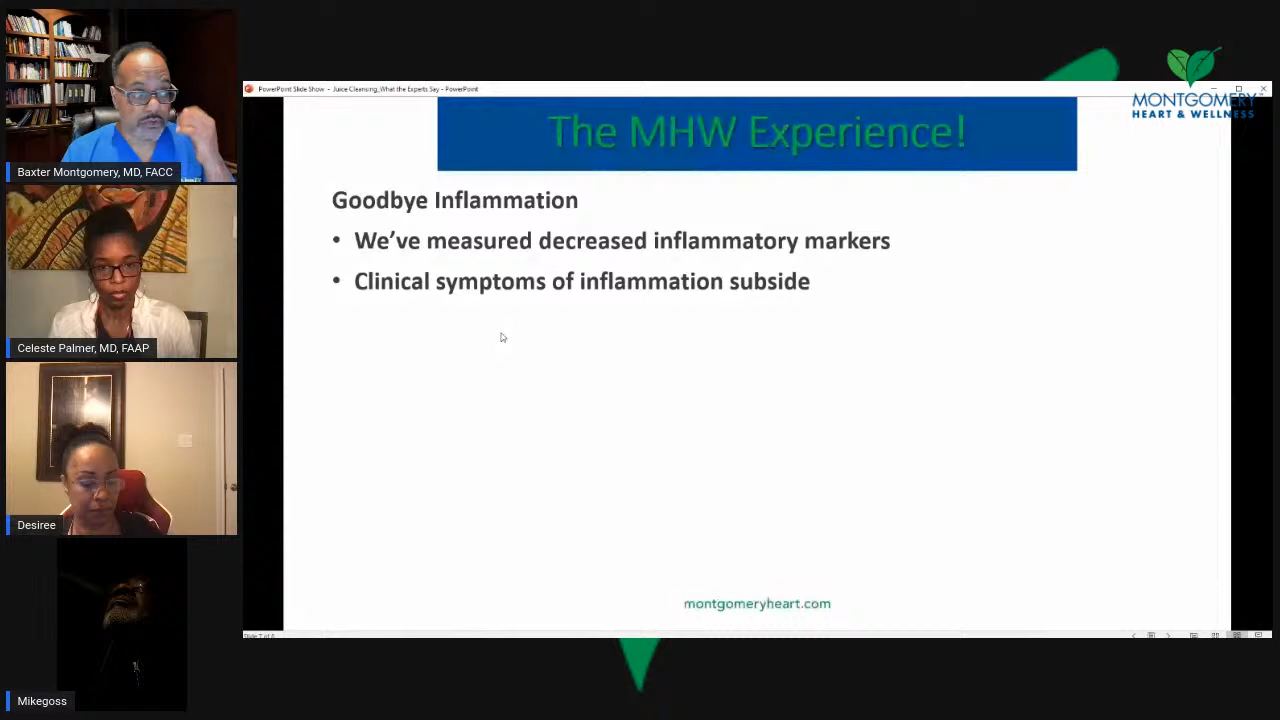 Baxter Montgomery, MD, FACC
Celeste Palmer, MD, FAAP
Desiree
Mikegoss
PowerPoint Slide Show - Juice Cleansing_What the Experts Say - PowerPoint
MONTGOMERY
HEART & WELLNESS
The MHW Experience!
Goodbye Inflammation
• We’ve measured decreased inflammatory markers
• Clinical symptoms of inflammation subside
montgomeryheart.com